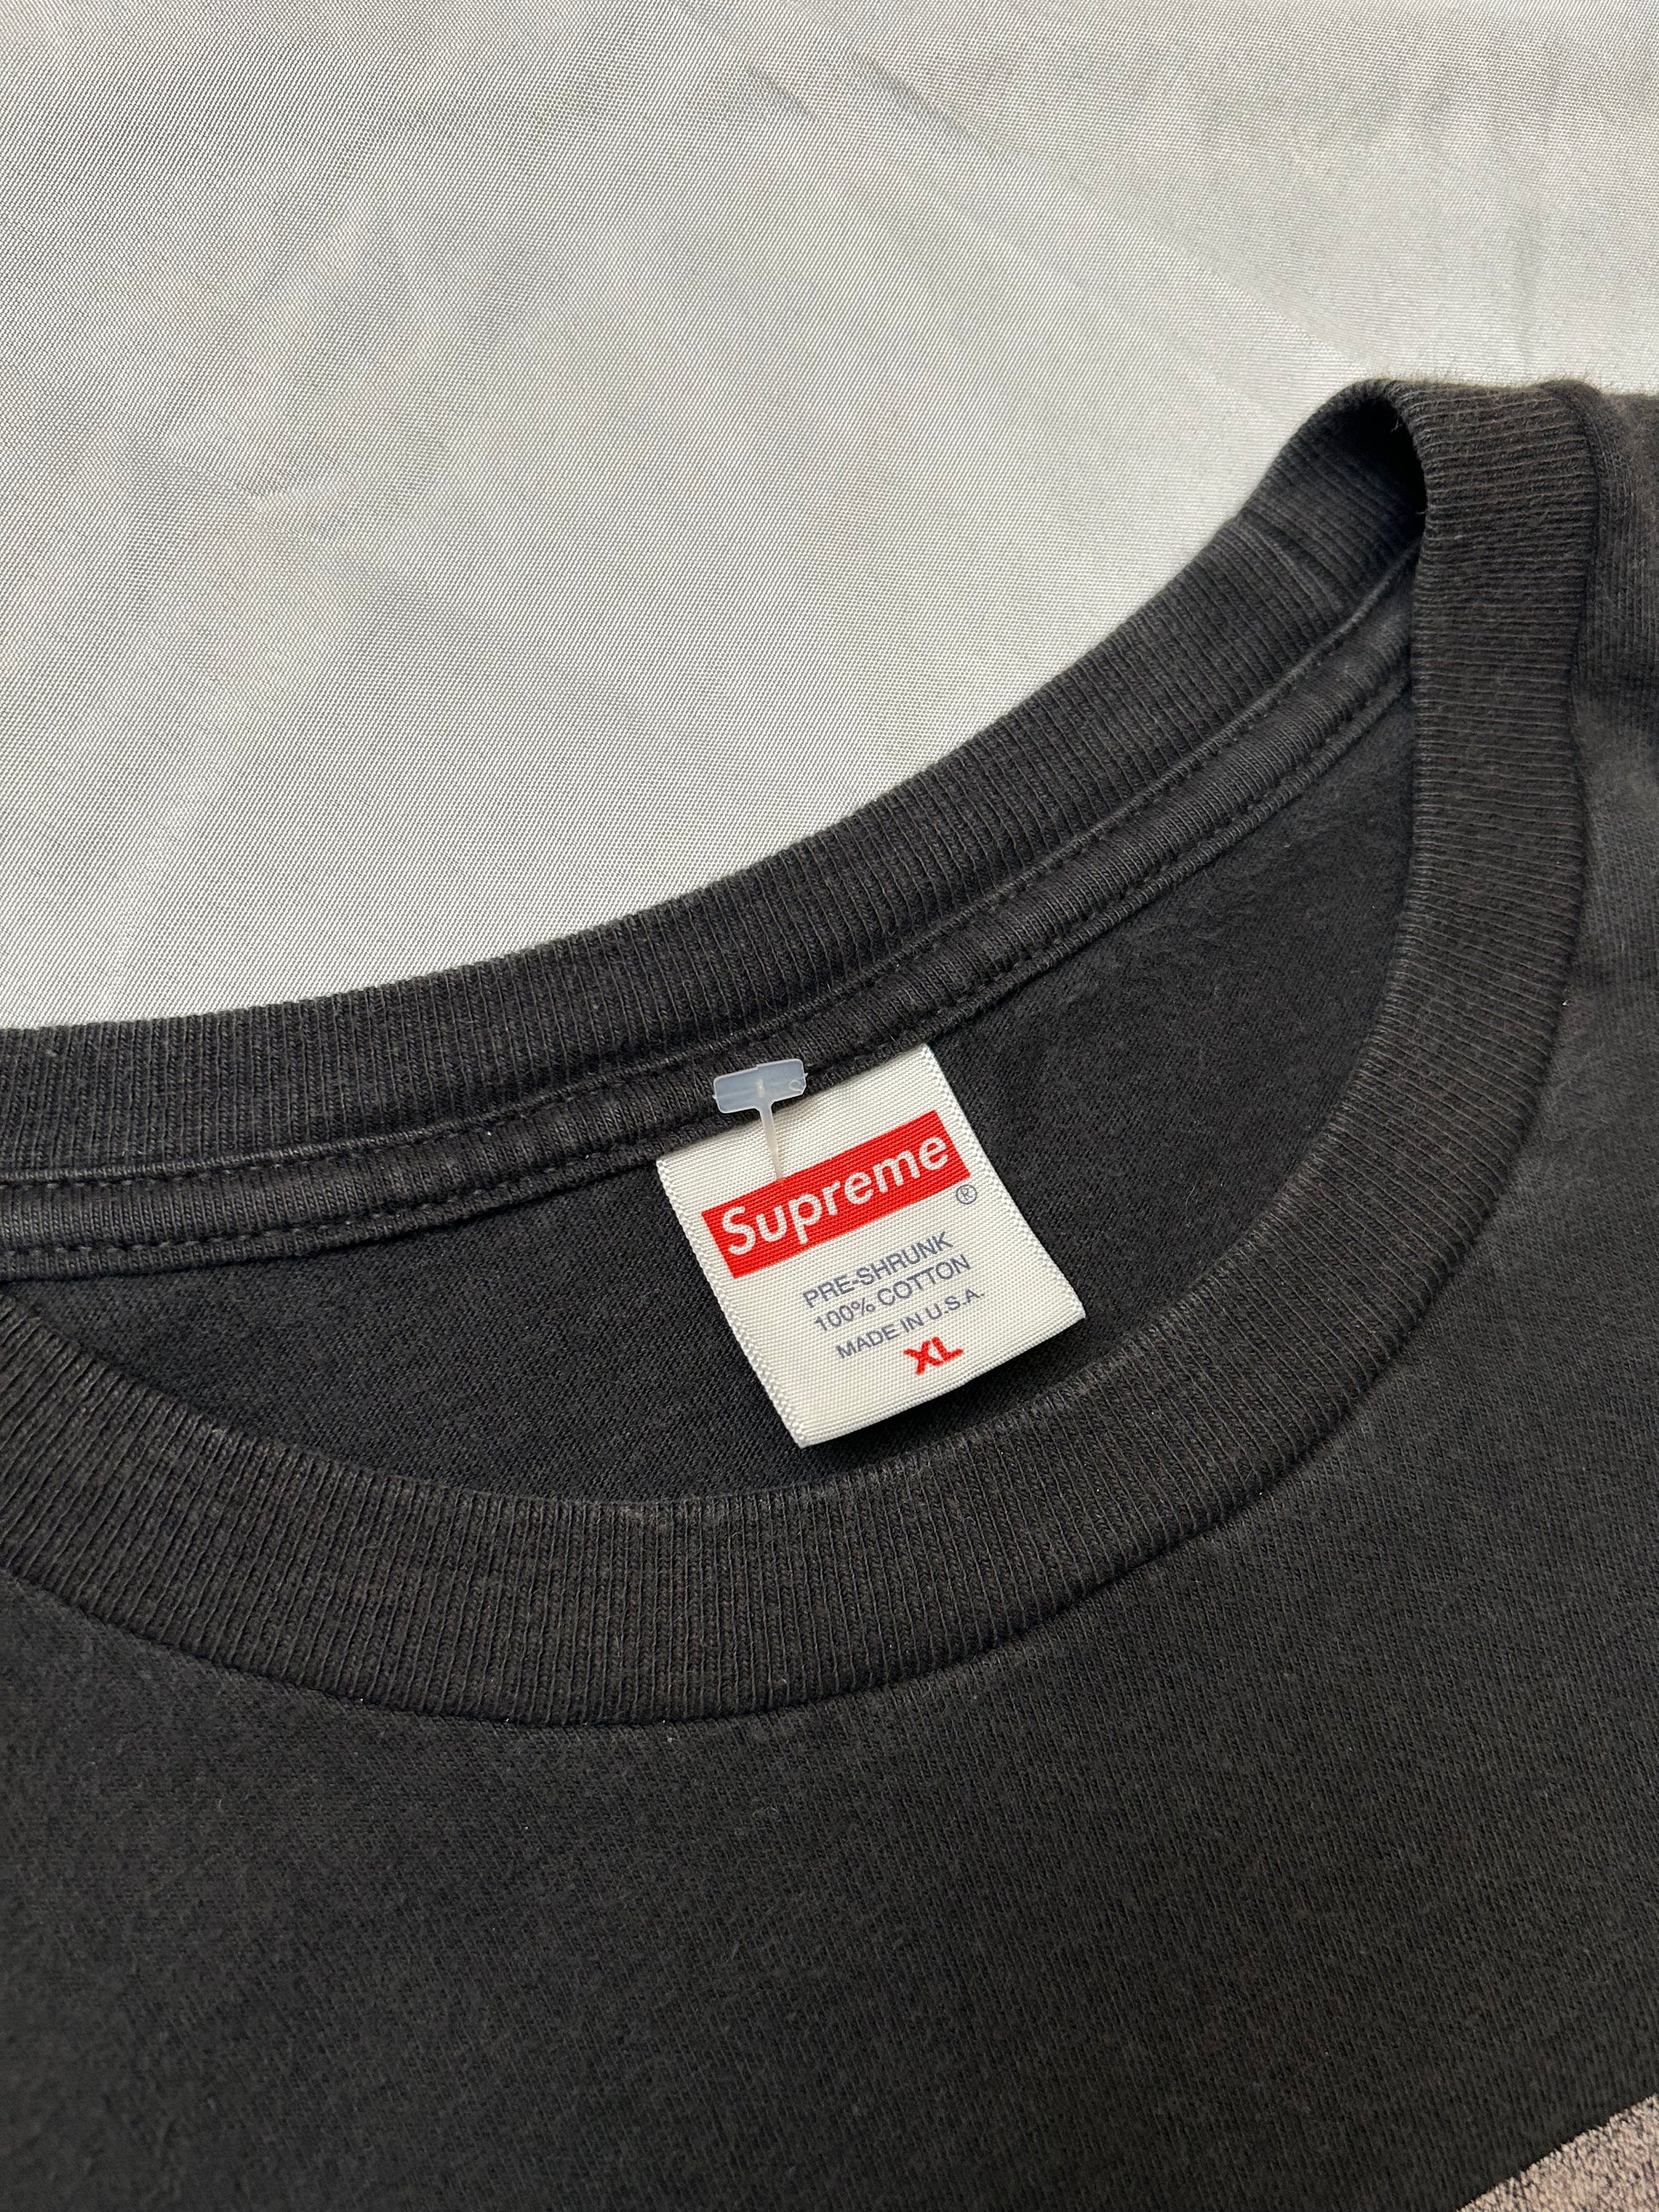 Supreme
®
PRE-SHRUNK
100% COTTON
MADE IN U.S.A.
XL